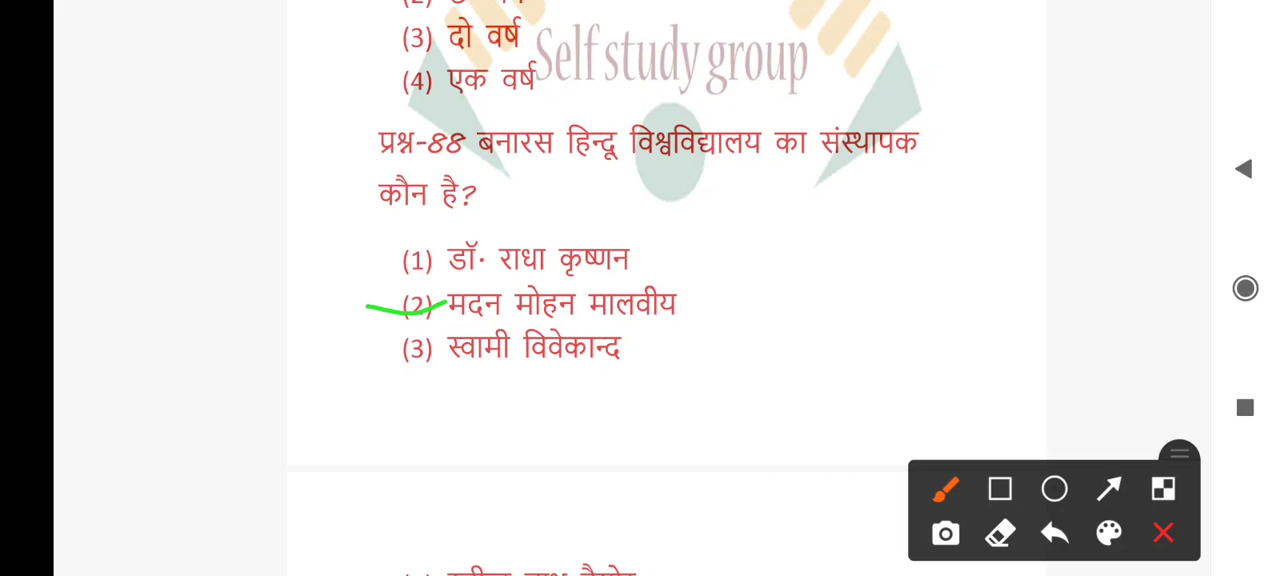 (3) दो वर्ष
Self study group
(4) एक वर्ष
प्रश्न-88 बनारस हिन्दू विश्वविद्यालय का संस्थापक
कौन है?
(1) डॉ. राधा कृष्णन
(2) मदन मोहन मालवीय
(3) स्वामी विवेकान्द